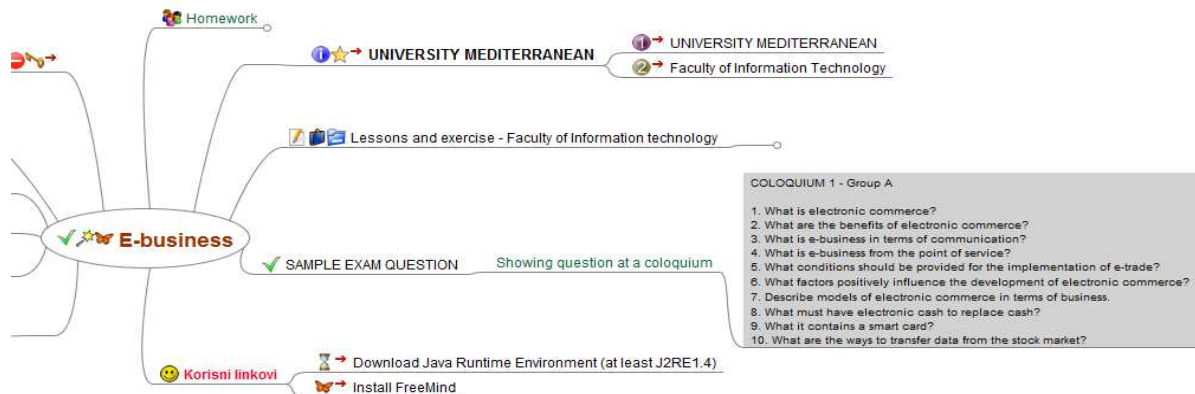 Homework
UNIVERSITY MEDITERRANEAN
1 UNIVERSITY MEDITERRANEAN
2 Faculty of Information Technology
Lessons and exercise - Faculty of Information technology
E-business
SAMPLE EXAM QUESTION
Showing question at a coloquium
COLOQUIUM 1 - Group A
1. What is electronic commerce?
2. What are the benefits of electronic commerce?
3. What is e-business in terms of communication?
4. What is e-business from the point of service?
5. What conditions should be provided for the implementation of e-trade?
6. What factors positively influence the development of electronic commerce?
7. Describe models of electronic commerce in terms of business.
8. What must have electronic cash to replace cash?
9. What it contains a smart card?
10. What are the ways to transfer data from the stock market?
Korisni linkovi
Download Java Runtime Environment (at least J2RE1.4)
Install FreeMind